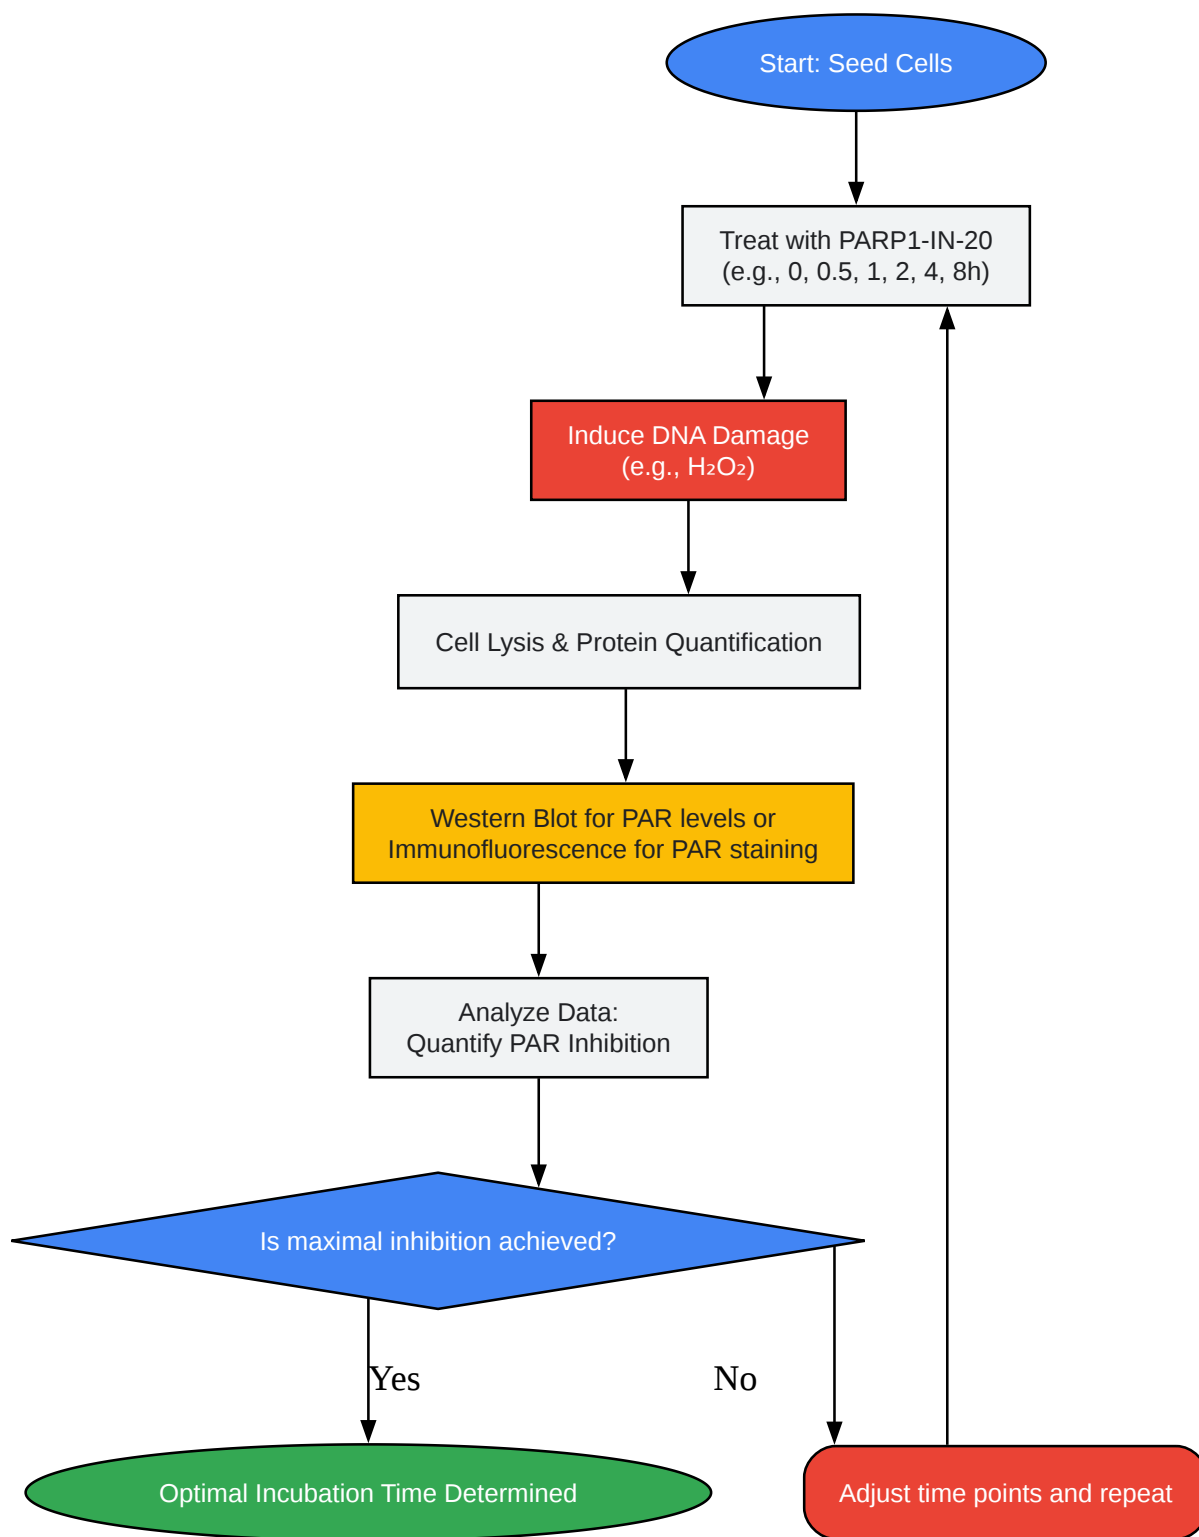 Start: Seed Cells
Treat with PARP1-IN-20
(e.g., 0, 0.5, 1, 2, 4, 8h)
Induce DNA Damage
(e.g., H₂O₂)
Cell Lysis & Protein Quantification
Western Blot for PAR levels or
Immunofluorescence for PAR staining
Analyze Data:
Quantify PAR Inhibition
Is maximal inhibition achieved?
Yes
No
Optimal Incubation Time Determined
Adjust time points and repeat